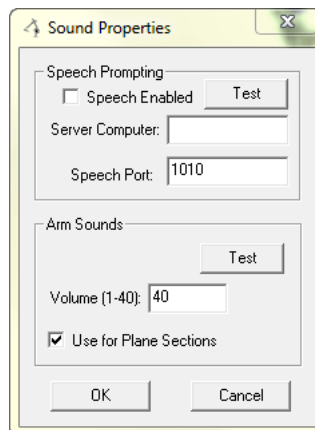 Sound Properties
Speech Prompting
Speech Enabled Test
Server Computer:
Speech Port: 1010
Arm Sounds
Test
Volume (1-40): 40
Use for Plane Sections
OK Cancel